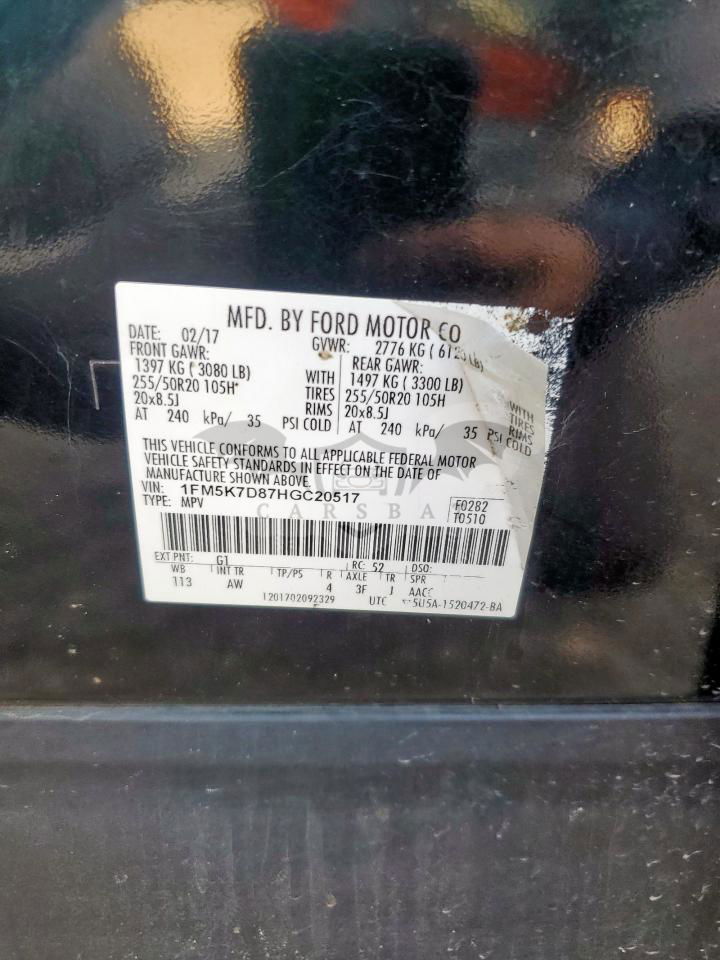 MFD. BY FORD MOTOR CO
DATE: 02/17 GVWR: 2776 KG ( 6120 LB)
FRONT GAWR: REAR GAWR:
1397 KG ( 3080 LB) WITH 1497 KG ( 3300 LB) WITH
255/50R20 105H TIRES 255/50R20 105H TIRES
20x8.5J RIMS 20x8.5J RIMS
AT 240 kPa/ 35 PSI COLD AT 240 kPa/ 35 PSI COLD
THIS VEHICLE CONFORMS TO ALL APPLICABLE FEDERAL MOTOR
VEHICLE SAFETY STANDARDS IN EFFECT ON THE DATE OF
MANUFACTURE SHOWN ABOVE.
VIN: 1FM5K7D87HGC20517 F0282
TYPE: MPV T0510
CARSBA
EXT PNT: G1 RC: 52 DSO:
WB INT TR TP/PS R AXLE TR SPR
113 AW 4 3F J
1201702092329 UTC 5U5A-1520472-BA